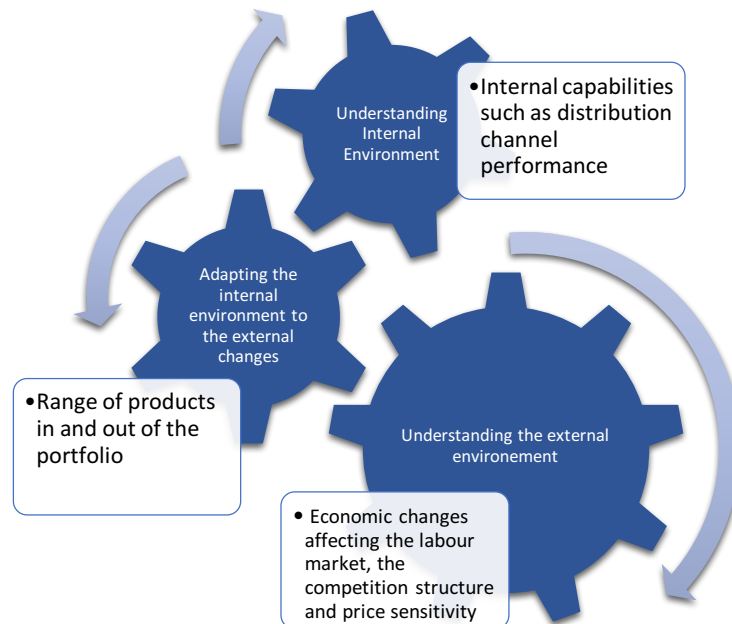 Understanding
Internal
Environment
•Internal capabilities
such as distribution
channel
performance
Adapting the
internal
environment to
the external
changes
•Range of products
in and out of the
portfolio
Understanding the external
environement
• Economic changes
affecting the labour
market, the
competition structure
and price sensitivity